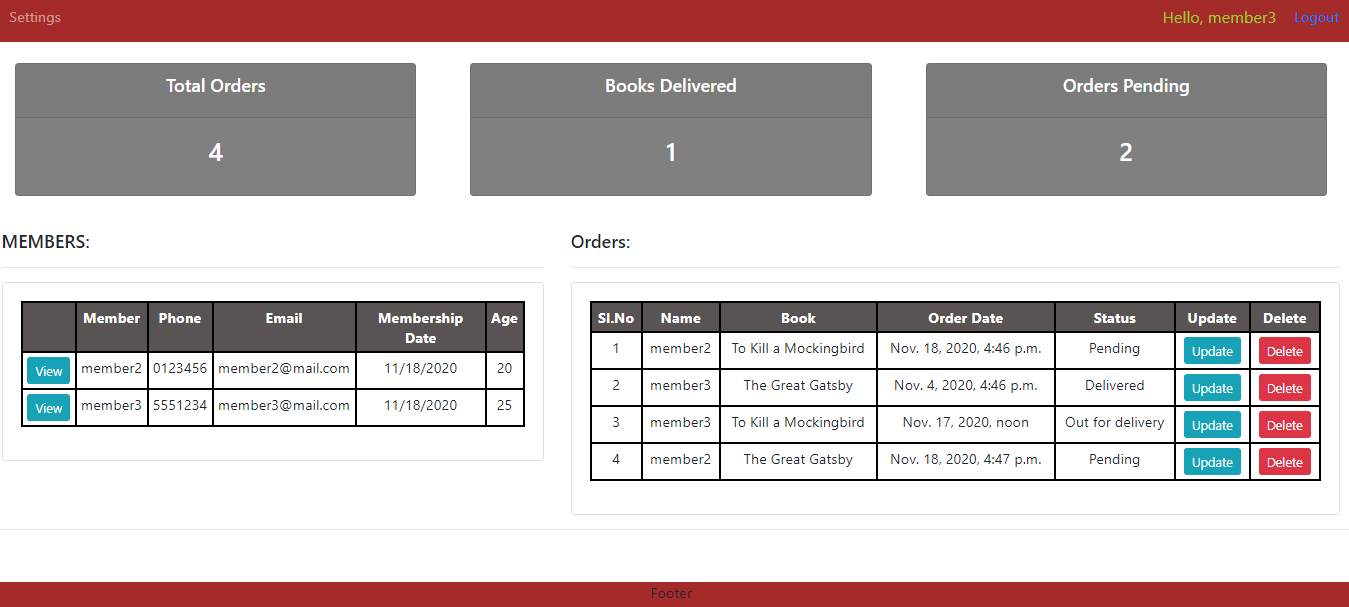 Settings Hello, member3 Logout
Total Orders Books Delivered Orders Pending
4 1 2
MEMBERS: Orders:
Member Phone Email Membership Date Age
View member2 0123456 member2@mail.com 11/18/2020 20
View member3 5551234 member3@mail.com 11/18/2020 25
Sl.No Name Book Order Date Status Update Delete
1 member2 To Kill a Mockingbird Nov. 18, 2020, 4:46 p.m. Pending Update Delete
2 member3 The Great Gatsby Nov. 4, 2020, 4:46 p.m. Delivered Update Delete
3 member3 To Kill a Mockingbird Nov. 17, 2020, noon Out for delivery Update Delete
4 member2 The Great Gatsby Nov. 18, 2020, 4:47 p.m. Pending Update Delete
Footer